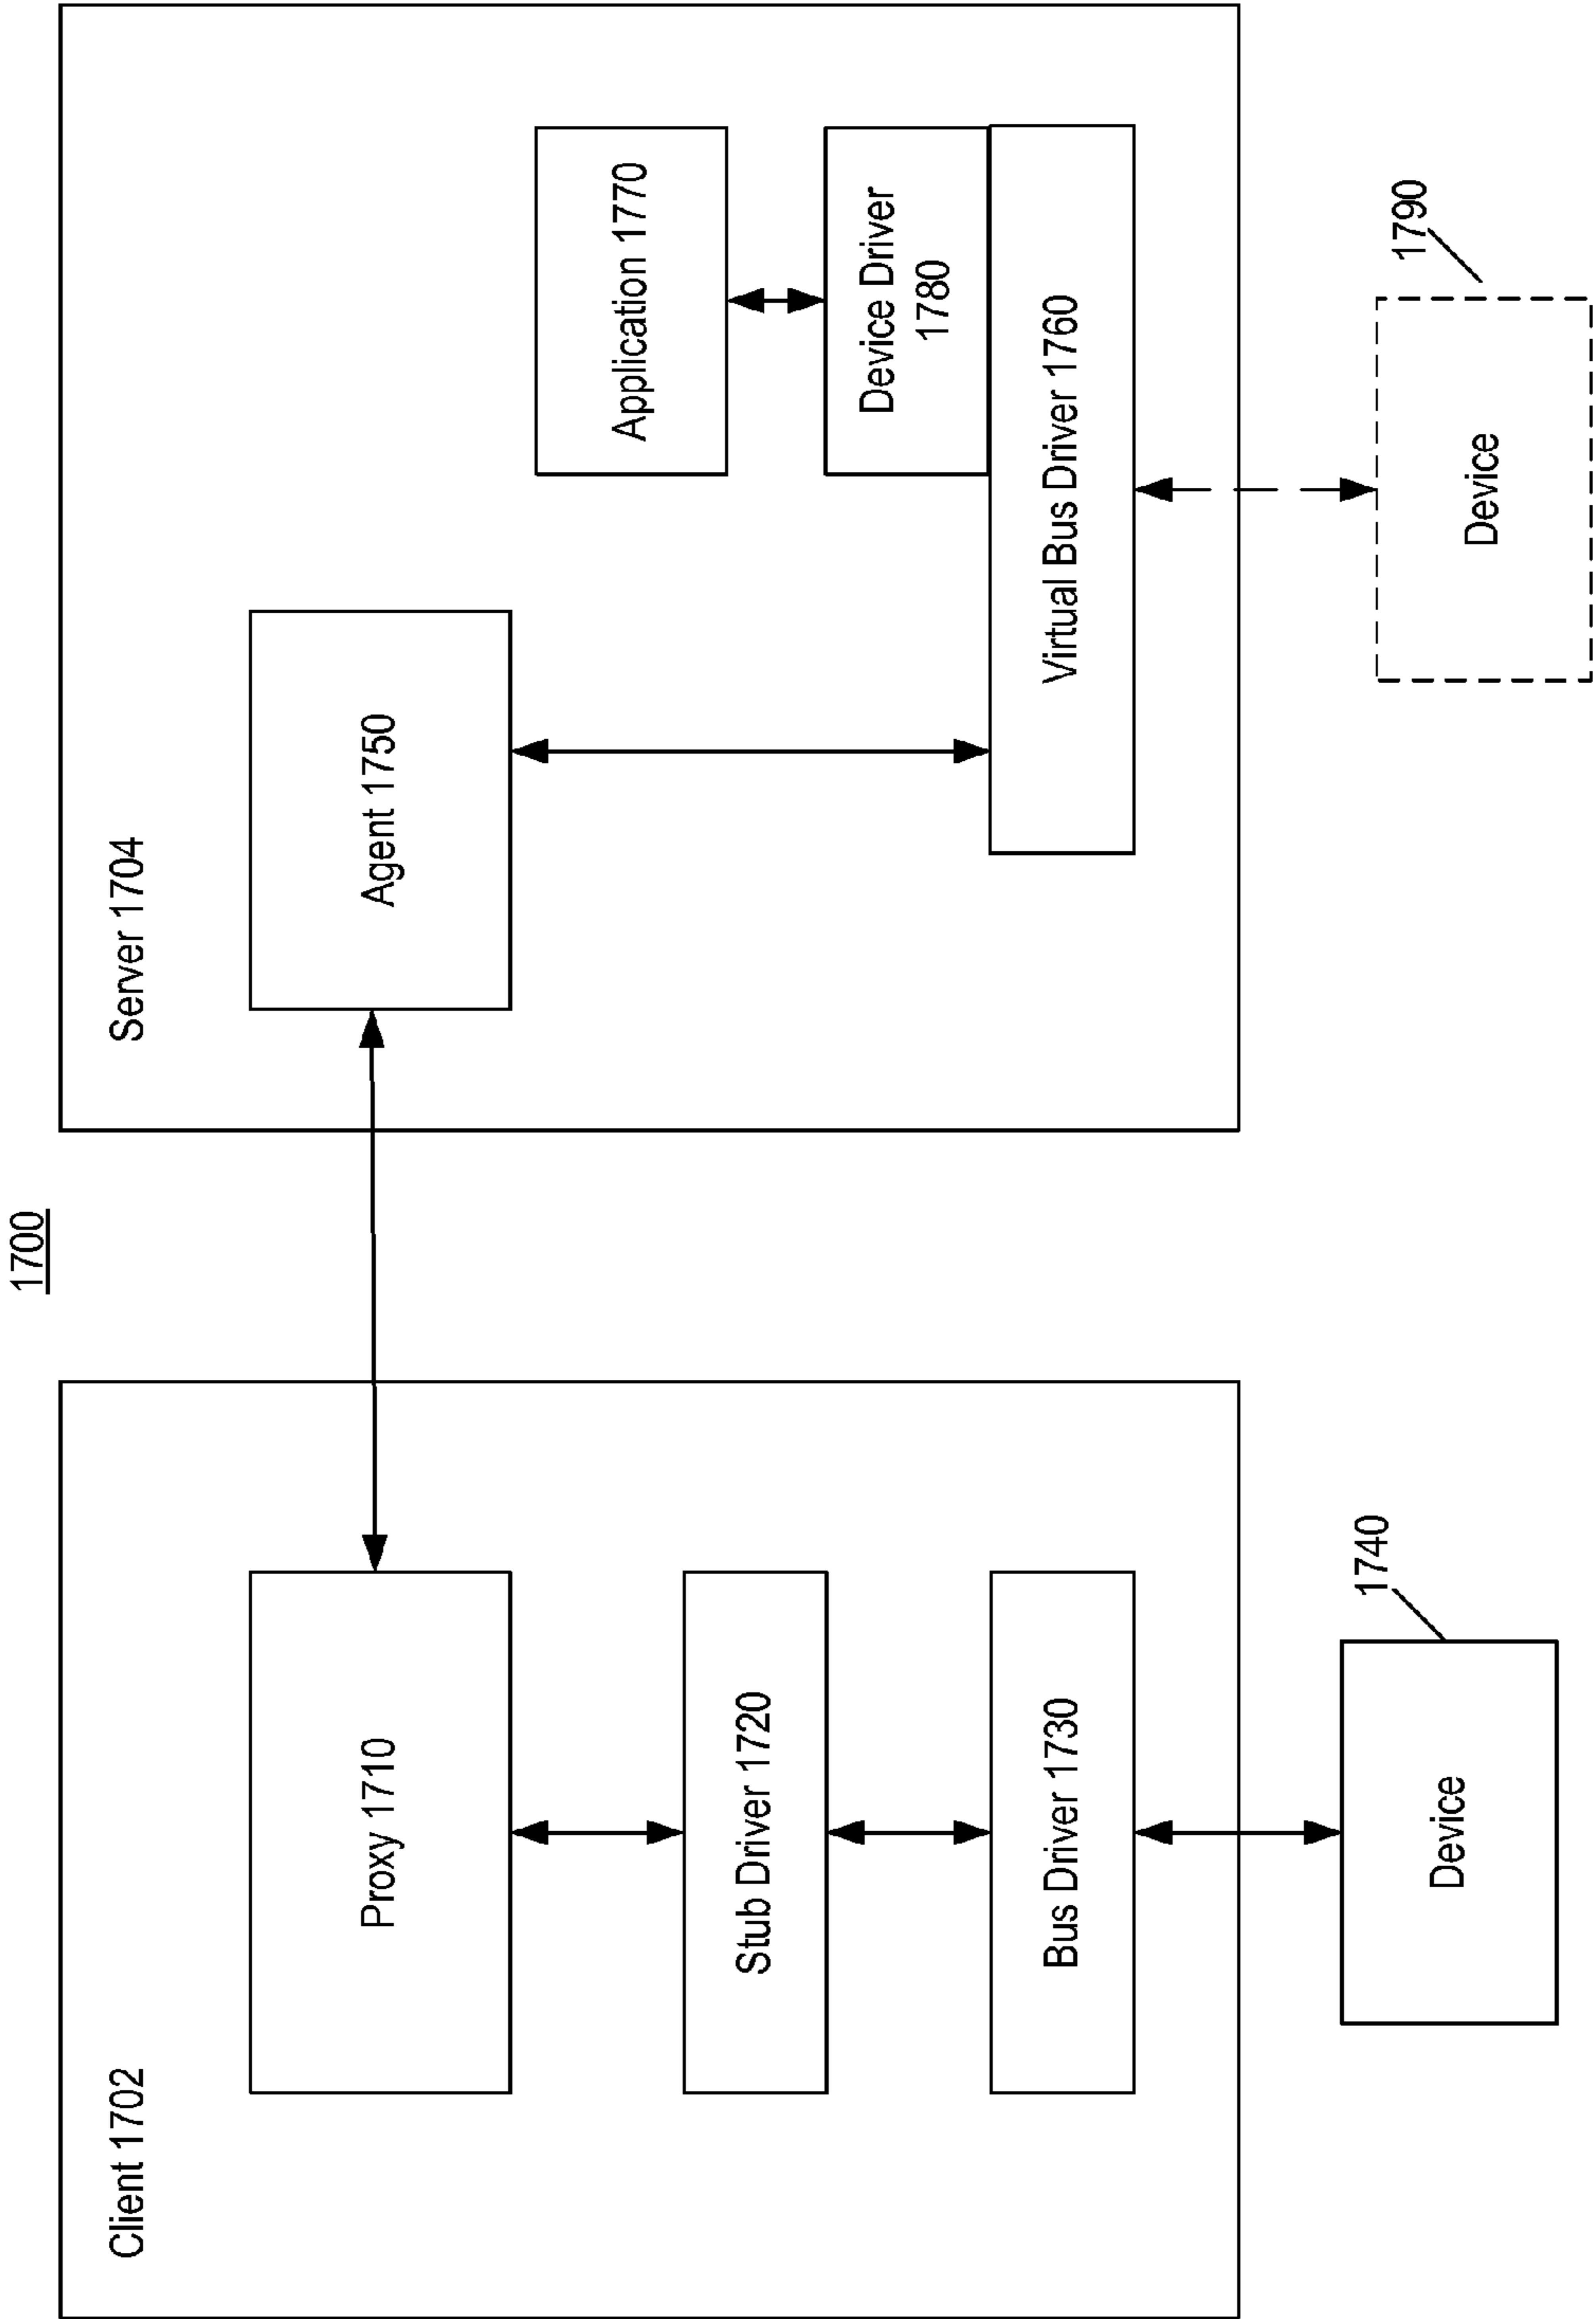 1700
Client 1702
Proxy 1710
Stub Driver 1720
Bus Driver 1730
Device
1740
Server 1704
Agent 1750
Application 1770
Device Driver
1780
Virtual Bus Driver 1760
Device
1790